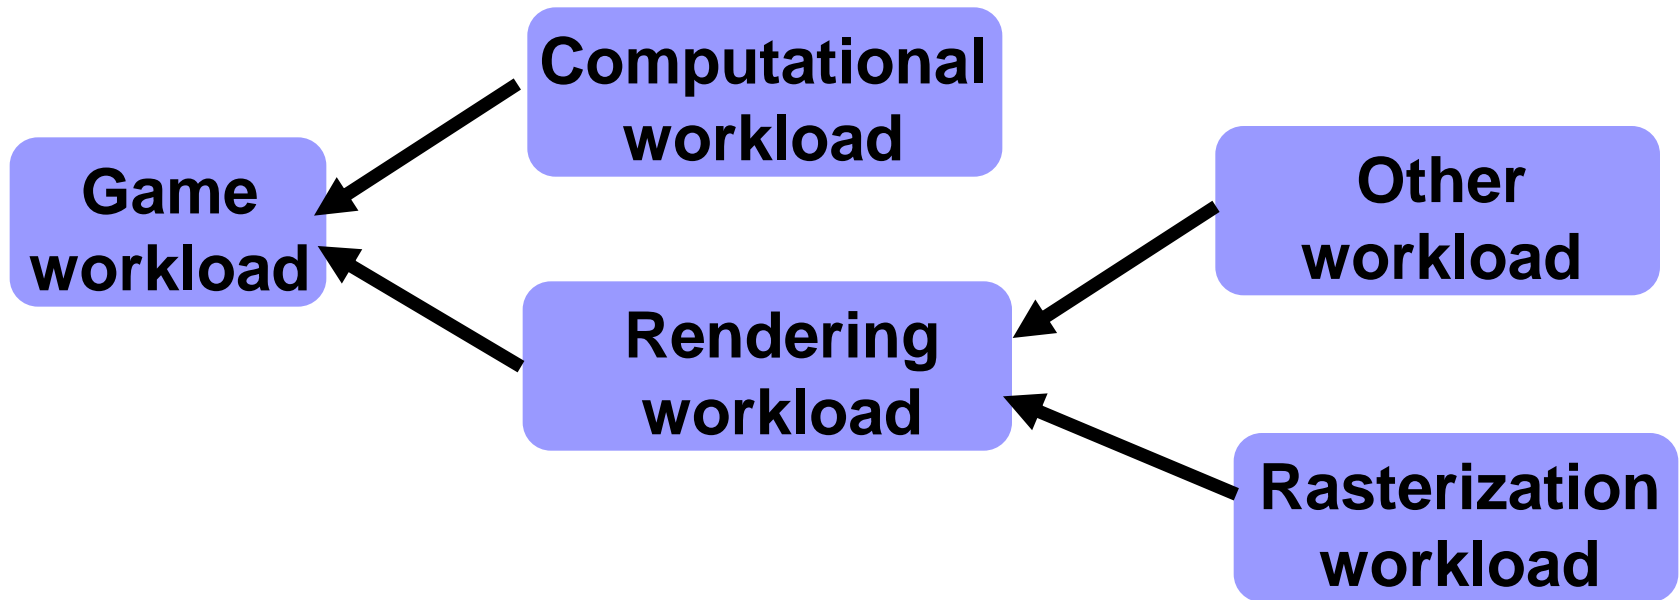 Computational
workload
Game
workload
Other
workload
Rendering
workload
Rasterization
workload